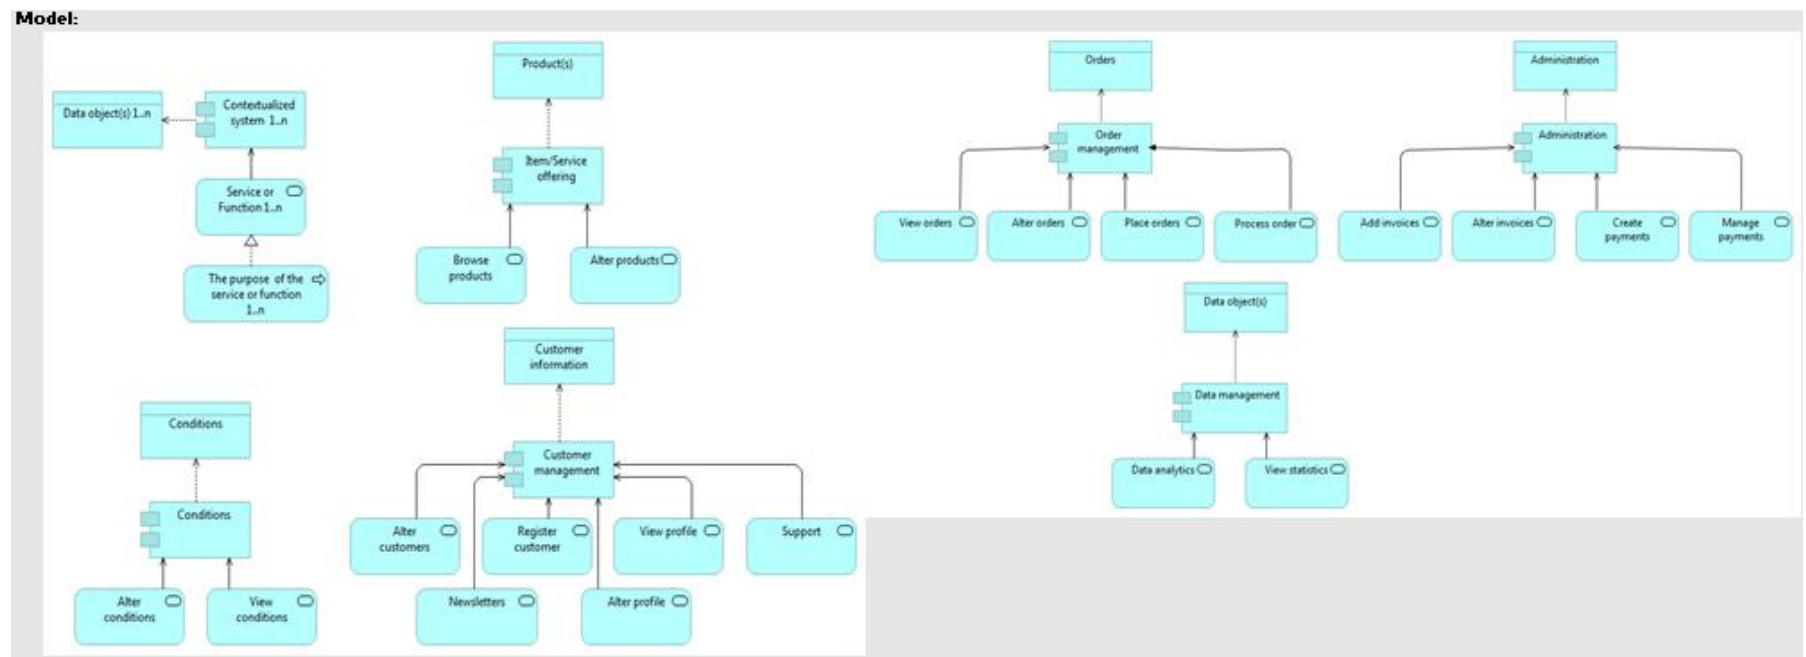 Model:
Data object(s) 1..n
Contextualized
system 1..n
Service or
Function 1..n
The purpose of the
service or function
1..n
Product(s)
Item/Service
offering
Browse
products
Alter products
Orders
Order
management
View orders
Alter orders
Place orders
Process order
Administration
Administration
Add invoices
Alter invoices
Create
payments
Manage
payments
Data object(s)
Data management
Data analytics
View statistics
Conditions
Conditions
Alter
conditions
View
conditions
Customer
information
Customer
management
Alter
customers
Register
customer
View profile
Support
Newsletters
Alter profile